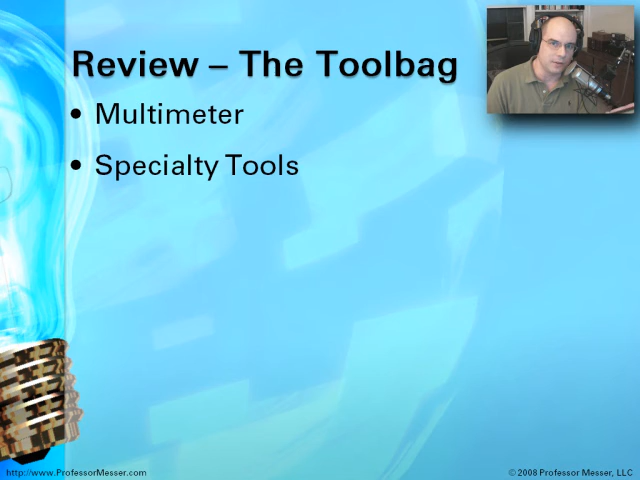 Review – The Toolbag
• Multimeter
• Specialty Tools
http://www.ProfessorMesser.com
© 2008 Professor Messer, LLC